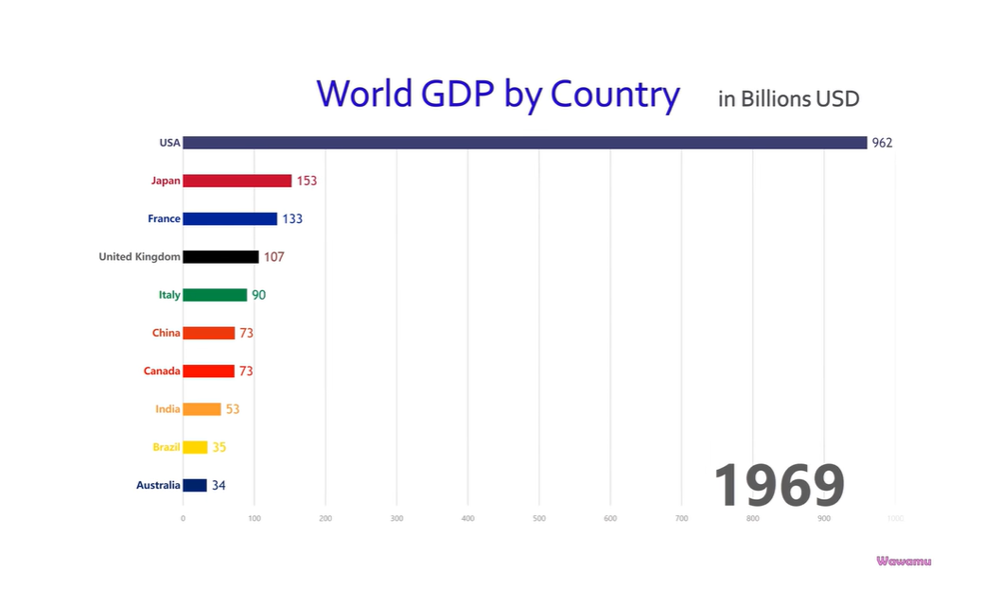 World GDP by Country in Billions USD
USA 962
Japan 153
France 133
United Kingdom 107
Italy 90
China 73
Canada 73
India 53
Brazil 35
Australia 34
1969
0 100 200 300 400 500 600 700 800 900 1000
Wawamu